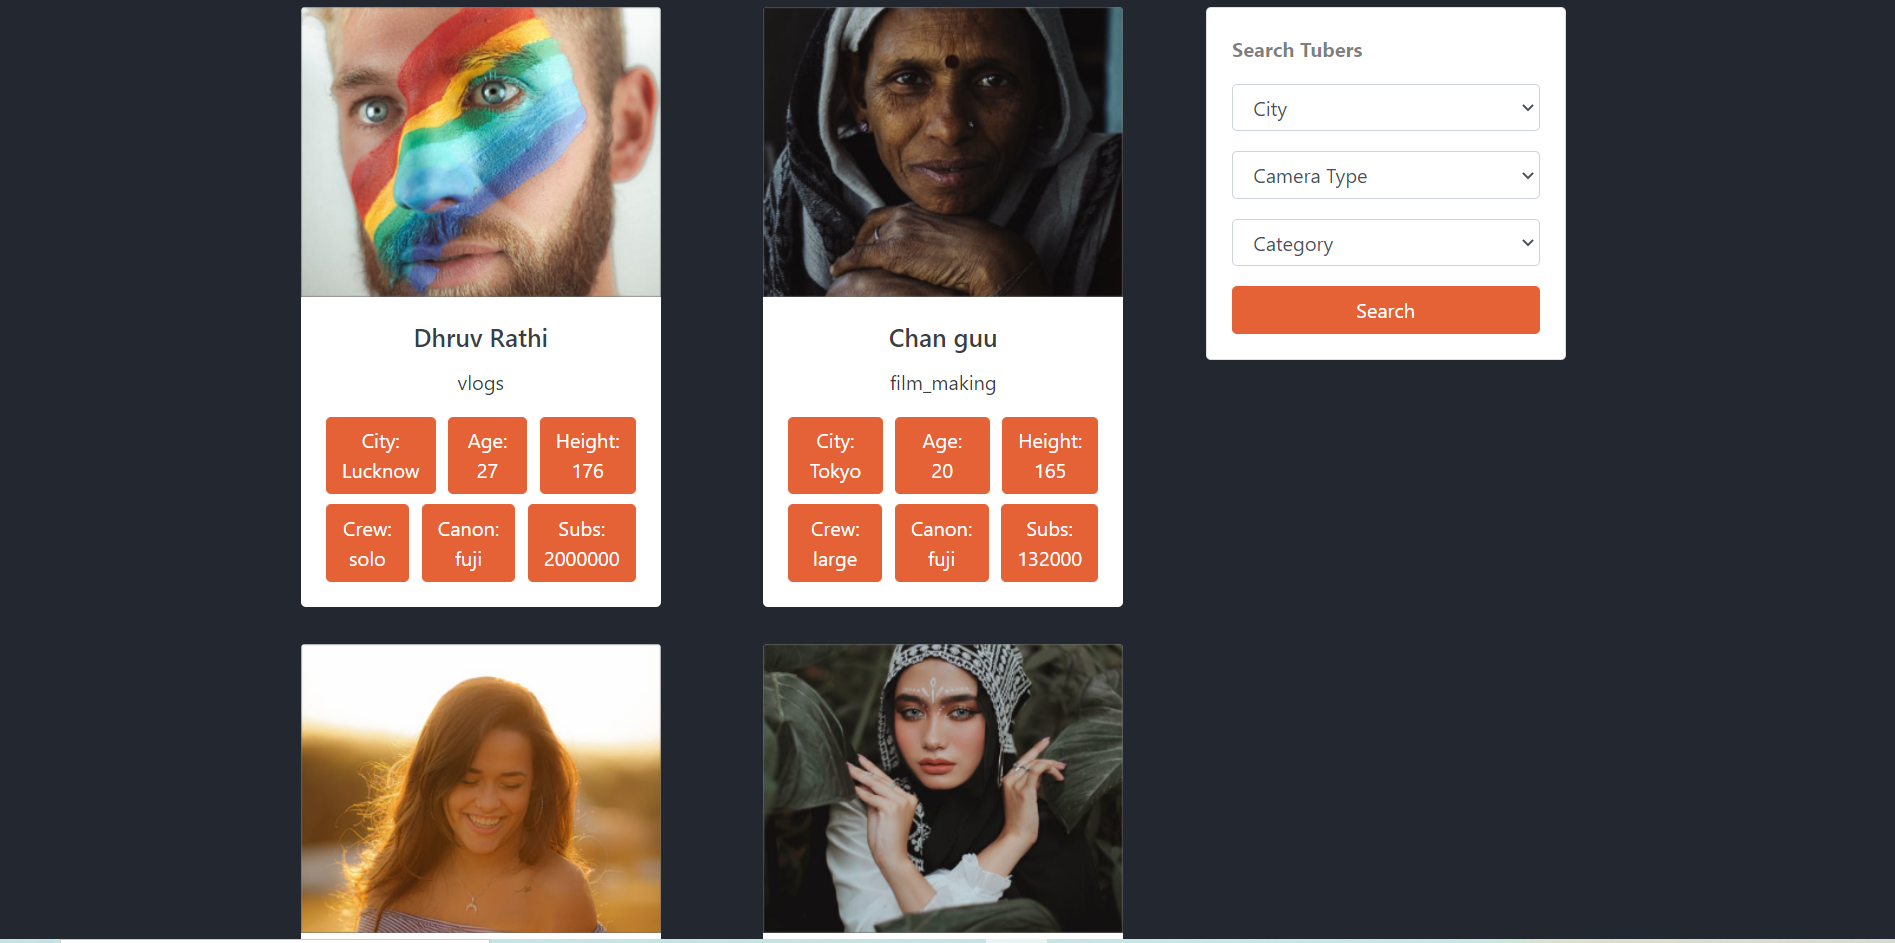 Dhruv Rathi
vlogs
City:
Lucknow
Age:
27
Height:
176
Crew:
solo
Canon:
fuji
Subs:
2000000
Chan guu
film_making
City:
Tokyo
Age:
20
Height:
165
Crew:
large
Canon:
fuji
Subs:
132000
Search Tubers
City
Camera Type
Category
Search